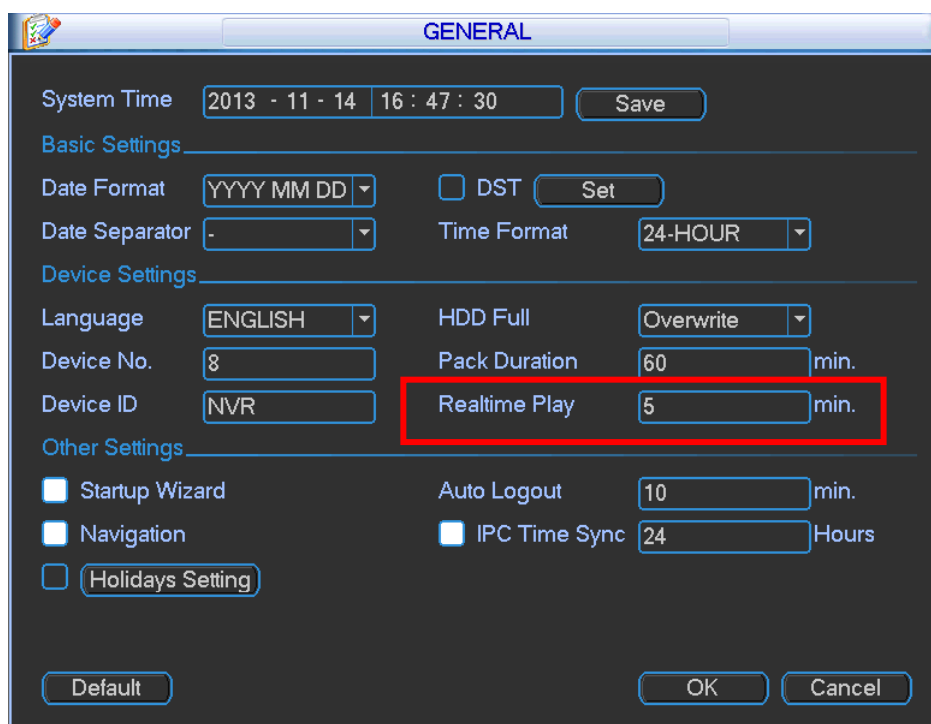 GENERAL
System Time 2013 - 11 - 14 16 : 47 : 30 Save
Basic Settings
Date Format YYYY MM DD DST Set
Date Separator - Time Format 24-HOUR
Device Settings
Language ENGLISH HDD Full Overwrite
Device No. 8 Pack Duration 60 min.
Device ID NVR Realtime Play 5 min.
Other Settings
Startup Wizard Auto Logout 10 min.
Navigation IPC Time Sync 24 Hours
Holidays Setting
Default OK Cancel